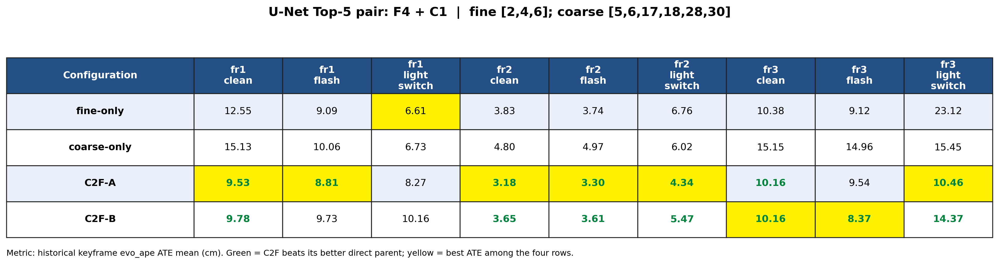 U-Net Top-5 pair: F4 + C1 | fine [2,4,6]; coarse [5,6,17,18,28,30]
Configuration
fr1
clean
fr1
flash
fr1
light
switch
fr2
clean
fr2
flash
fr2
light
switch
fr3
clean
fr3
flash
fr3
light
switch
fine-only 12.55 9.09 6.61 3.83 3.74 6.76 10.38 9.12 23.12
coarse-only 15.13 10.06 6.73 4.80 4.97 6.02 15.15 14.96 15.45
C2F-A 9.53 8.81 8.27 3.18 3.30 4.34 10.16 9.54 10.46
C2F-B 9.78 9.73 10.16 3.65 3.61 5.47 10.16 8.37 14.37
Metric: historical keyframe evo_ape ATE mean (cm). Green = C2F beats its better direct parent; yellow = best ATE among the four rows.